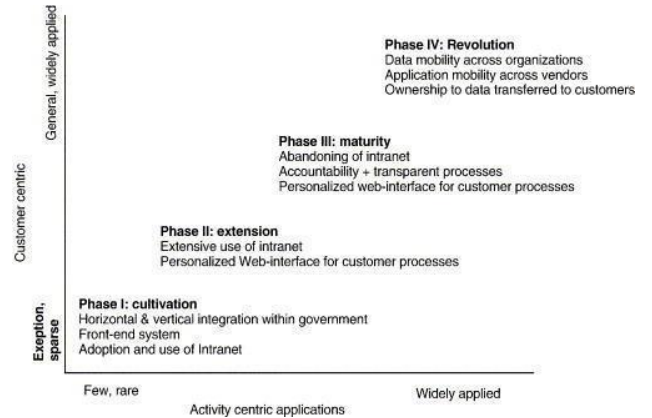 General, widely applied
Customer centric
Exeption,
sparse
Phase IV: Revolution
Data mobility across organizations
Application mobility across vendors
Ownership to data transferred to customers
Phase III: maturity
Abandoning of intranet
Accountability + transparent processes
Personalized web-interface for customer processes
Phase II: extension
Extensive use of intranet
Personalized Web-interface for customer processes
Phase I: cultivation
Horizontal & vertical integration within government
Front-end system
Adoption and use of Intranet
Few, rare
Widely applied
Activity centric applications